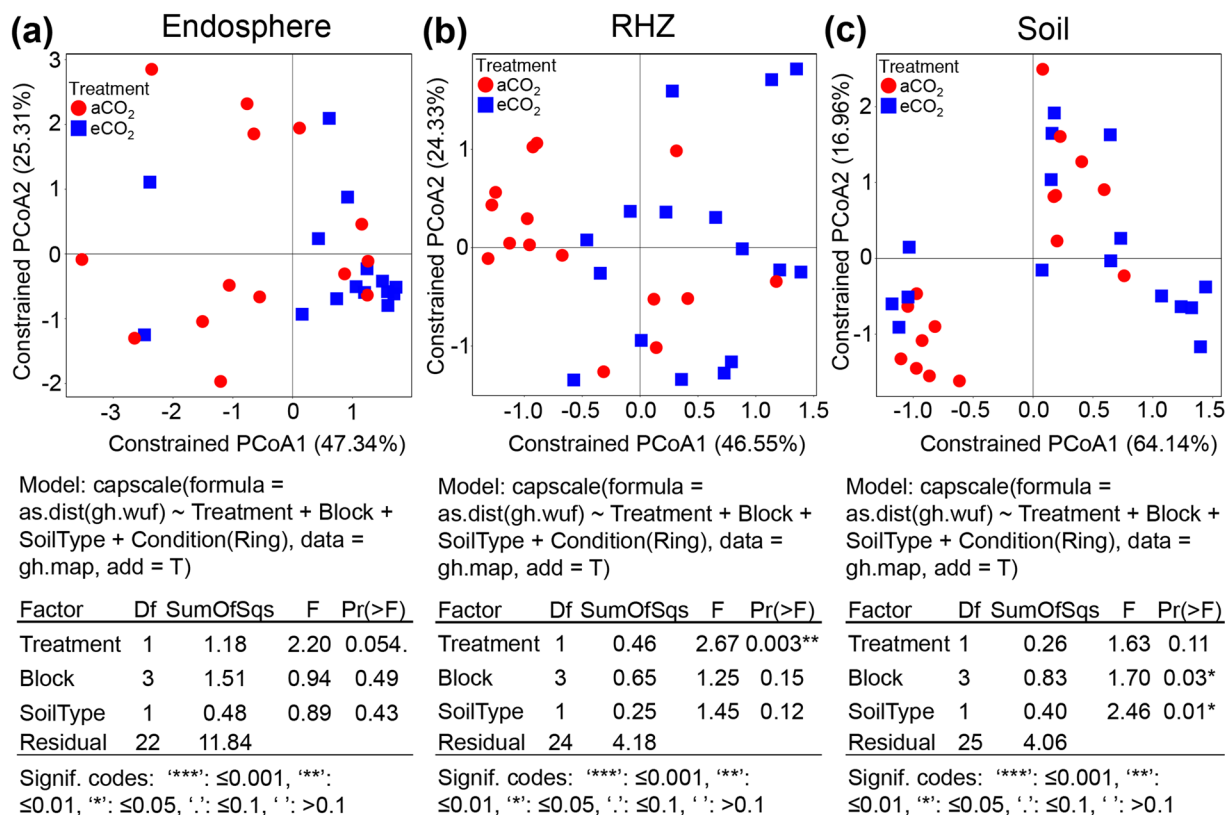 (a) Endosphere
Treatment
aCO₂
eCO₂
Constrained PCoA2 (25.31%)
3
2
1
0
-1
-2
-3 -2 -1 0 1
Constrained PCoA1 (47.34%)
Model: capscale(formula =
as.dist(gh.wuf) ~ Treatment + Block +
SoilType + Condition(Ring), data =
gh.map, add = T)
Factor Df SumOfSqs F Pr(>F)
Treatment 1 1.18 2.20 0.054.
Block 3 1.51 0.94 0.49
SoilType 1 0.48 0.89 0.43
Residual 22 11.84
Signif. codes: ‘***’: ≤0.001, ‘**’:
≤0.01, ‘*’: ≤0.05, ‘.’: ≤0.1, ‘ ’: >0.1
(b) RHZ
Treatment
aCO₂
eCO₂
Constrained PCoA2 (24.33%)
1
0
-1
-1.0 -0.5 0.0 0.5 1.0 1.5
Constrained PCoA1 (46.55%)
Model: capscale(formula =
as.dist(gh.wuf) ~ Treatment + Block +
SoilType + Condition(Ring), data =
gh.map, add = T)
Factor Df SumOfSqs F Pr(>F)
Treatment 1 0.46 2.67 0.003**
Block 3 0.65 1.25 0.15
SoilType 1 0.25 1.45 0.12
Residual 24 4.18
Signif. codes: ‘***’: ≤0.001, ‘**’:
≤0.01, ‘*’: ≤0.05, ‘.’: ≤0.1, ‘ ’: >0.1
(c) Soil
Treatment
aCO₂
eCO₂
Constrained PCoA2 (16.96%)
2
1
0
-1
-1.0 -0.5 0.0 0.5 1.0 1.5
Constrained PCoA1 (64.14%)
Model: capscale(formula =
as.dist(gh.wuf) ~ Treatment + Block +
SoilType + Condition(Ring), data =
gh.map, add = T)
Factor Df SumOfSqs F Pr(>F)
Treatment 1 0.26 1.63 0.11
Block 3 0.83 1.70 0.03*
SoilType 1 0.40 2.46 0.01*
Residual 25 4.06
Signif. codes: ‘***’: ≤0.001, ‘**’:
≤0.01, ‘*’: ≤0.05, ‘.’: ≤0.1, ‘ ’: >0.1